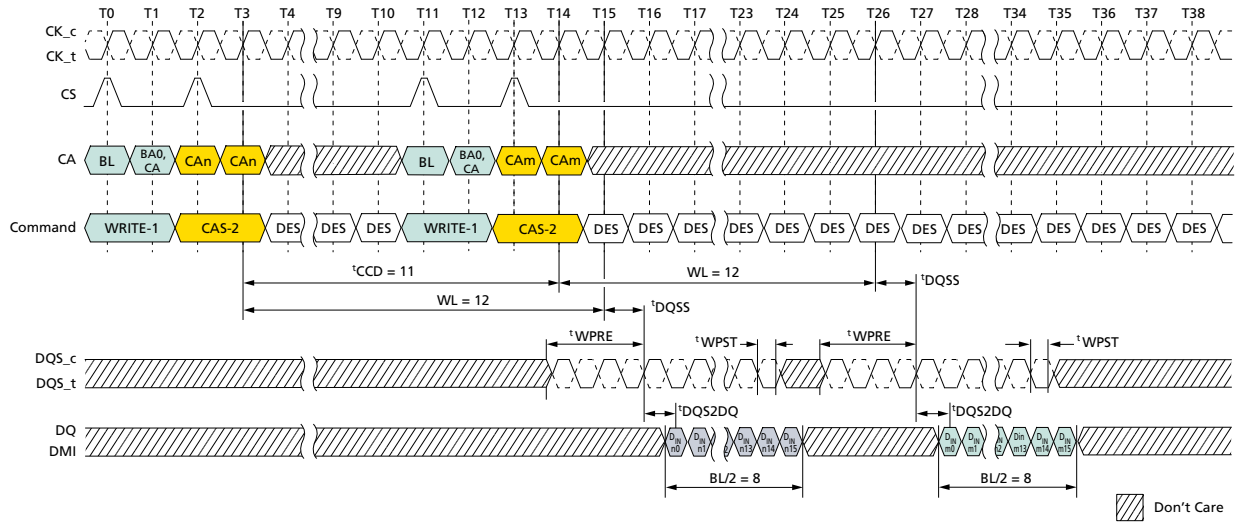 T0 T1 T2 T3 T4 T9 T10 T11 T12 T13 T14 T15 T16 T17 T23 T24 T25 T26 T27 T28 T34 T35 T36 T37 T38
CK_c
CK_t
CS
CA BL BA0, CA CAn CAn BL BA0, CA CAm CAm
Command WRITE-1 CAS-2 DES DES DES WRITE-1 CAS-2 DES DES DES DES DES DES DES DES DES DES DES DES DES DES
tCCD = 11 WL = 12 tDQSS
WL = 12 tDQSS
tWPRE tWPST tWPRE tWPST
DQS_c
DQS_t
tDQS2DQ tDQS2DQ
DQ
DMI
DIN n0 DIN n1 DIN n13 DIN n14 DIN n15 DIN m0 DIN m1 Din m13 DIN m14 DIN m15
BL/2 = 8 BL/2 = 8
Don't Care